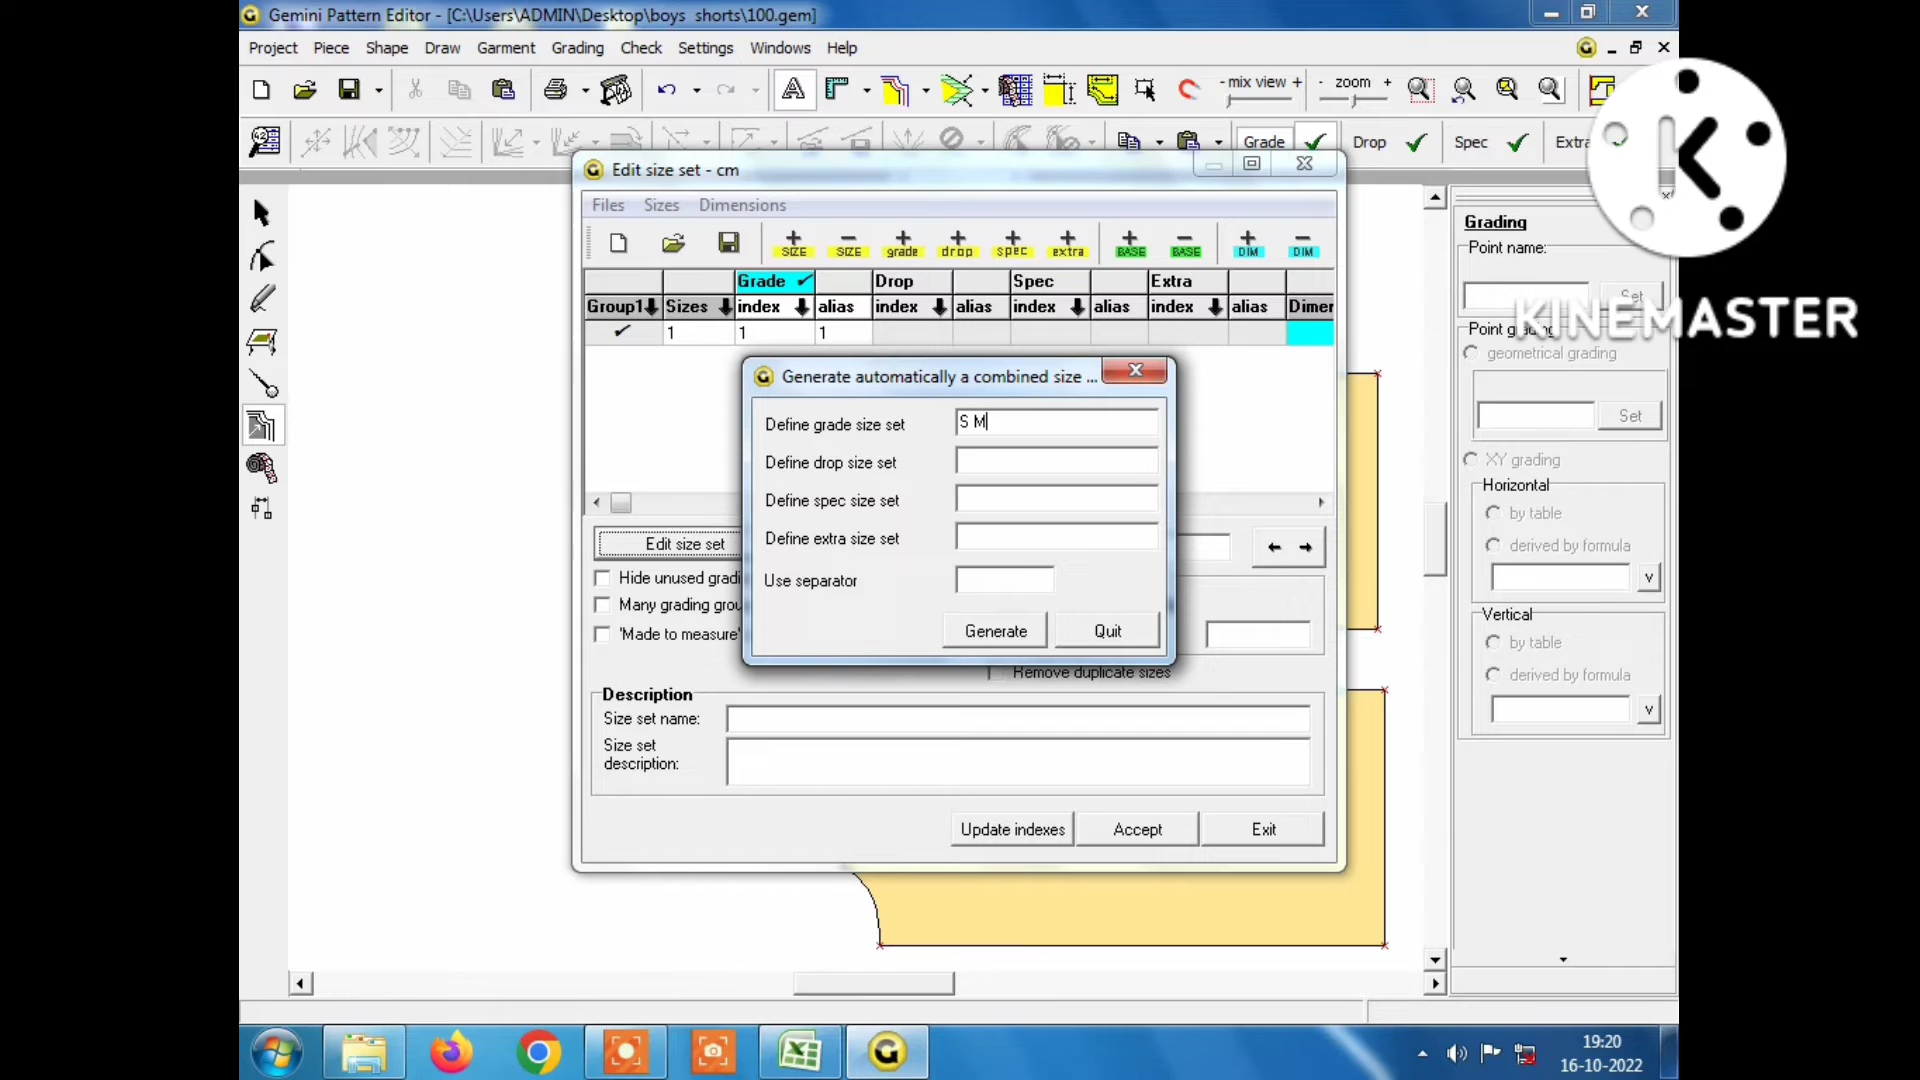 Gemini Pattern Editor - [C:\Users\ADMIN\Desktop\boys shorts\100.gem]
Project Piece Shape Draw Garment Grading Check Settings Windows Help
- mix view + - zoom +
Grade Drop Spec Extra
Edit size set - cm
Files Sizes Dimensions
SIZE SIZE grade drop spec extra BASE BASE DIM DIM
Grade Drop Spec Extra
Group1 Sizes index alias index alias index alias index alias Dimer
1 1 1
Generate automatically a combined size ...
Define grade size set S M
Define drop size set
Define spec size set
Define extra size set
Use separator
Generate Quit
Edit size set
Hide unused gradi
Many grading grou
'Made to measure'
Remove duplicate sizes
Description
Size set name:
Size set
description:
Update indexes Accept Exit
Grading
Point name:
Set
Point grading
geometrical grading
Set
XY grading
Horizontal
by table
derived by formula
v
Vertical
by table
derived by formula
v
K
KINEMASTER
19:20
16-10-2022